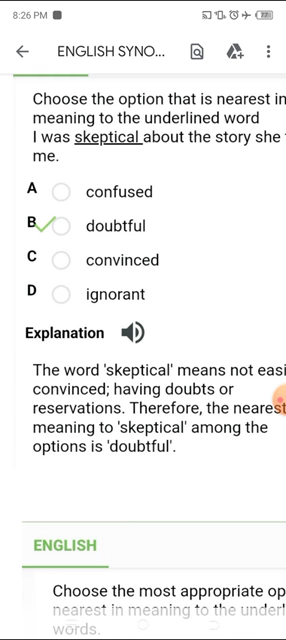 8:26 PM
ENGLISH SYNO...
Choose the option that is nearest in
meaning to the underlined word
I was skeptical about the story she
me.
A confused
B doubtful
C convinced
D ignorant
Explanation
The word 'skeptical' means not easi
convinced; having doubts or
reservations. Therefore, the nearest
meaning to 'skeptical' among the
options is 'doubtful'.
ENGLISH
Choose the most appropriate op
nearest in meaning to the underl
words.